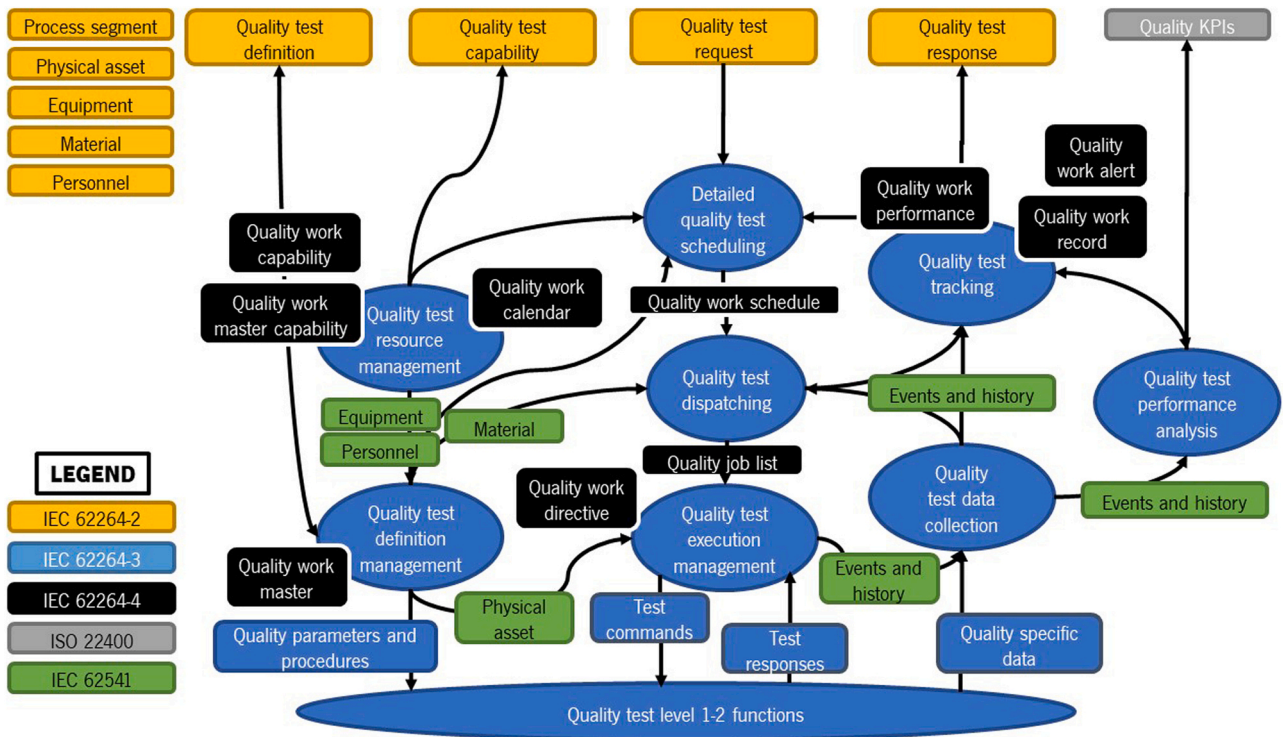 Process segment
Quality test
definition
Quality test
capability
Quality test
request
Quality test
response
Quality KPIs
Physical asset
Equipment
Material
Personnel
Quality
work alert
Detailed
quality test
scheduling
Quality work
performance
Quality work
record
Quality work
capability
Quality test
tracking
Quality work
calendar
Quality work schedule
Quality work
master capability
Quality test
resource
management
Quality test
dispatching
Events and history
Quality test
performance
analysis
Equipment
Material
Personnel
Quality job list
LEGEND
Quality
test data
collection
Events and history
Quality work
directive
IEC 62264-2
Quality test
definition
management
Quality test
execution
management
IEC 62264-3
Quality work
master
Events and
history
IEC 62264-4
Physical
asset
Test
commands
Quality parameters and
procedures
Test
responses
Quality specific
data
ISO 22400
IEC 62541
Quality test level 1-2 functions